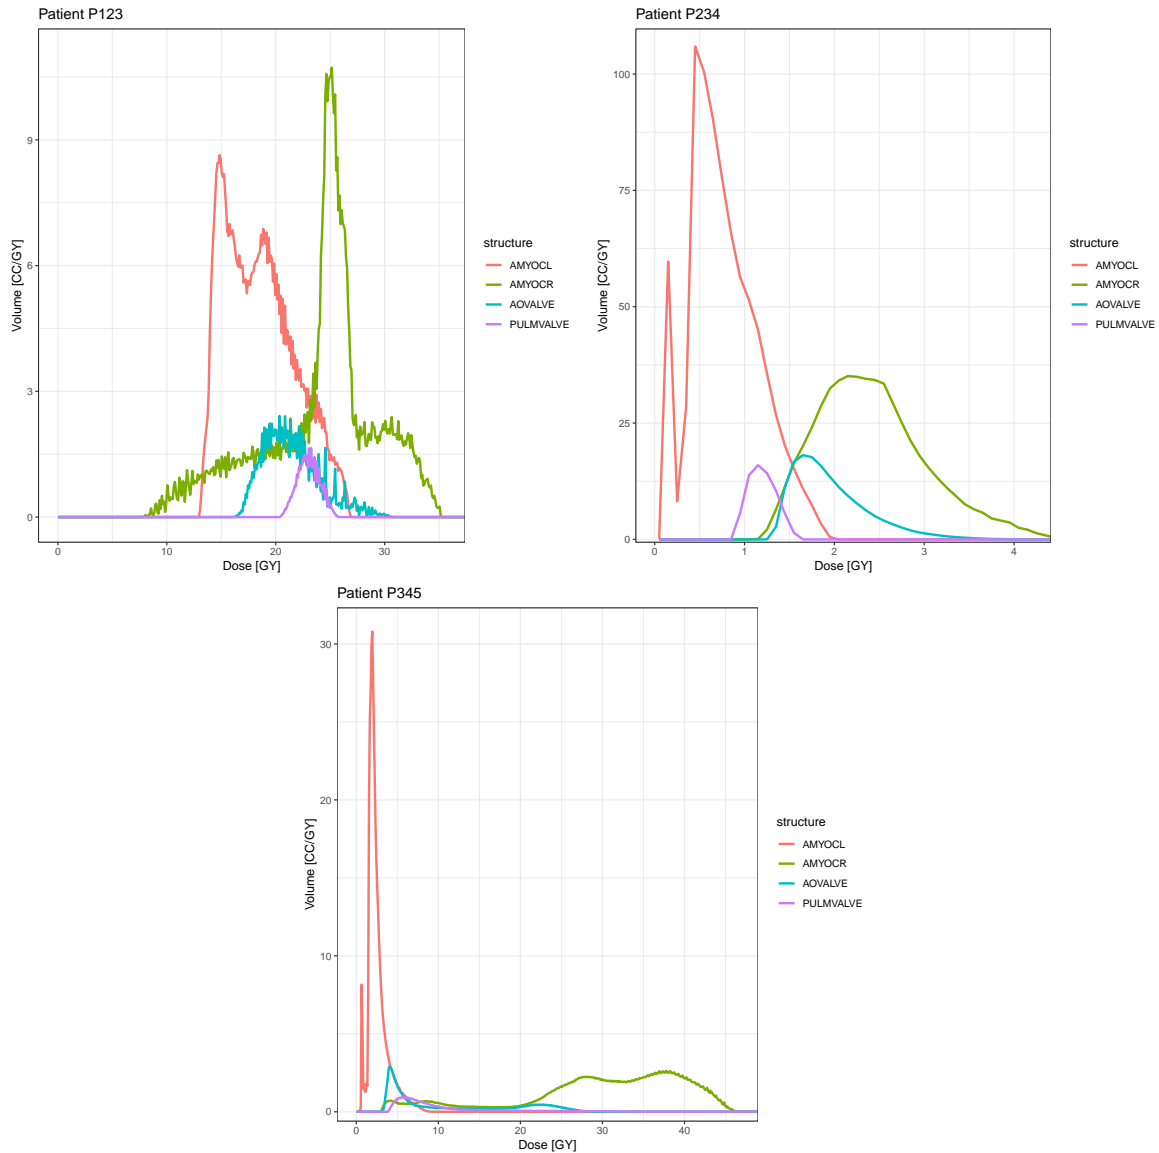 Patient P123
Volume [CC/GY]
9
6
3
0
0 10 20 30
Dose [GY]
structure
AMYOCL
AMYOCR
AOVALVE
PULMVALVE
Patient P234
Volume [CC/GY]
100
75
50
25
0
0 1 2 3 4
Dose [GY]
structure
AMYOCL
AMYOCR
AOVALVE
PULMVALVE
Patient P345
Volume [CC/GY]
30
20
10
0
0 10 20 30 40
Dose [GY]
structure
AMYOCL
AMYOCR
AOVALVE
PULMVALVE